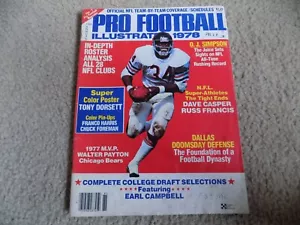 OFFICIAL NFL TEAM-BY-TEAM COVERAGE / SCHEDULES
PRO FOOTBALL
ILLUSTRATED 1978
IN-DEPTH
ROSTER
ANALYSIS
ALL 28
NFL CLUBS
O.J. SIMPSON
The Juice Sets
Sights on NFL
All-Time
Rushing Record
34
Super
Color Poster
TONY DORSETT
Color Pin-Ups
FRANCO HARRIS
CHUCK FOREMAN
N.F.L.
Super-Athletes
The Tight Ends
DAVE CASPER
RUSS FRANCIS
1977 M.V.P.
WALTER PAYTON
Chicago Bears
DALLAS
DOOMSDAY DEFENSE
The Foundation of a
Football Dynasty
COMPLETE COLLEGE DRAFT SELECTIONS
Featuring
EARL CAMPBELL